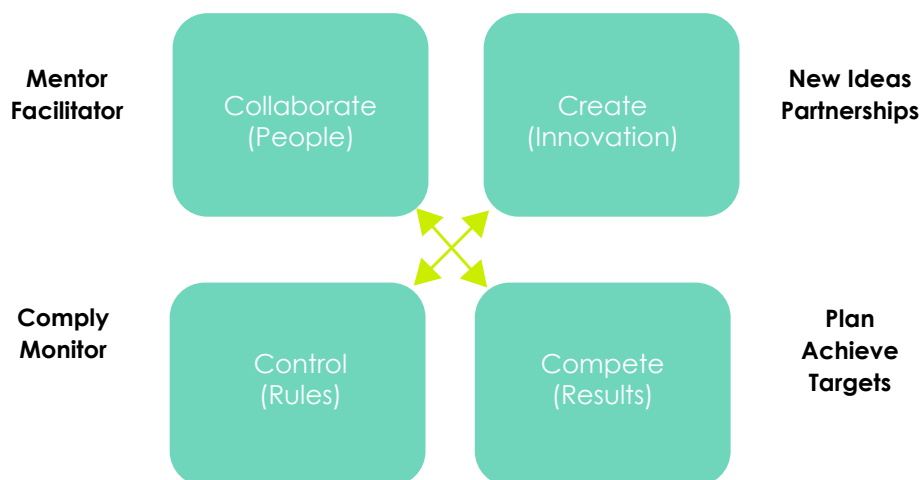 Mentor
Facilitator
Collaborate
(People)
Create
(Innovation)
New Ideas
Partnerships
Comply
Monitor
Control
(Rules)
Compete
(Results)
Plan
Achieve
Targets